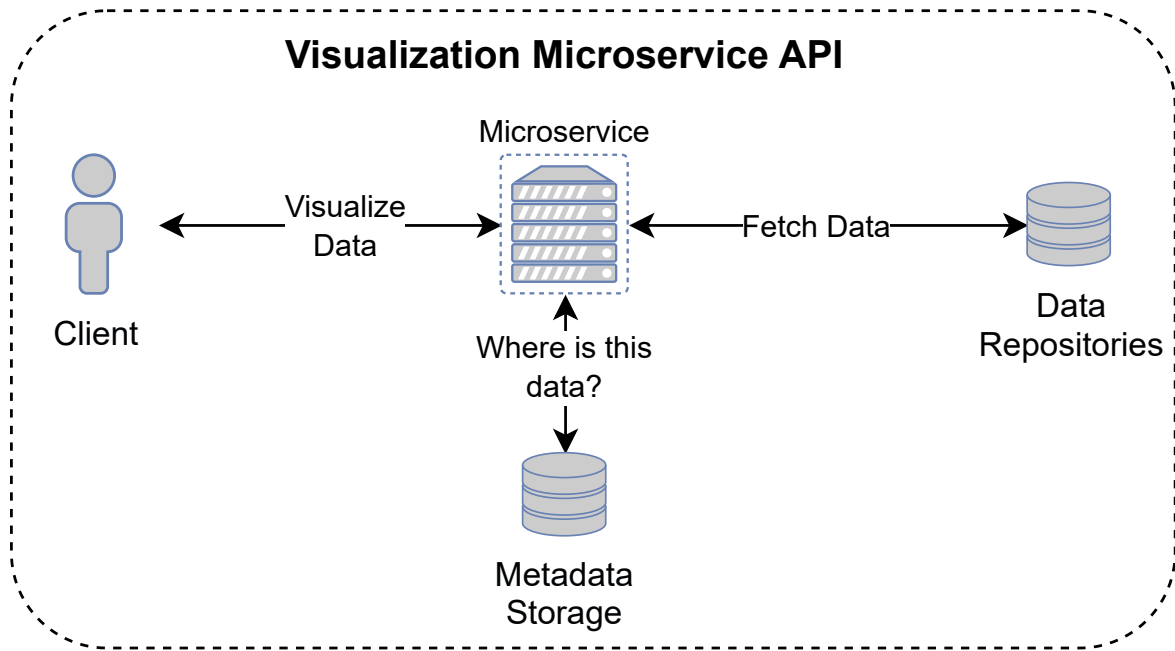 Visualization Microservice API
Microservice
Visualize
Data
Fetch Data
Client
Data
Repositories
Where is this
data?
Metadata
Storage